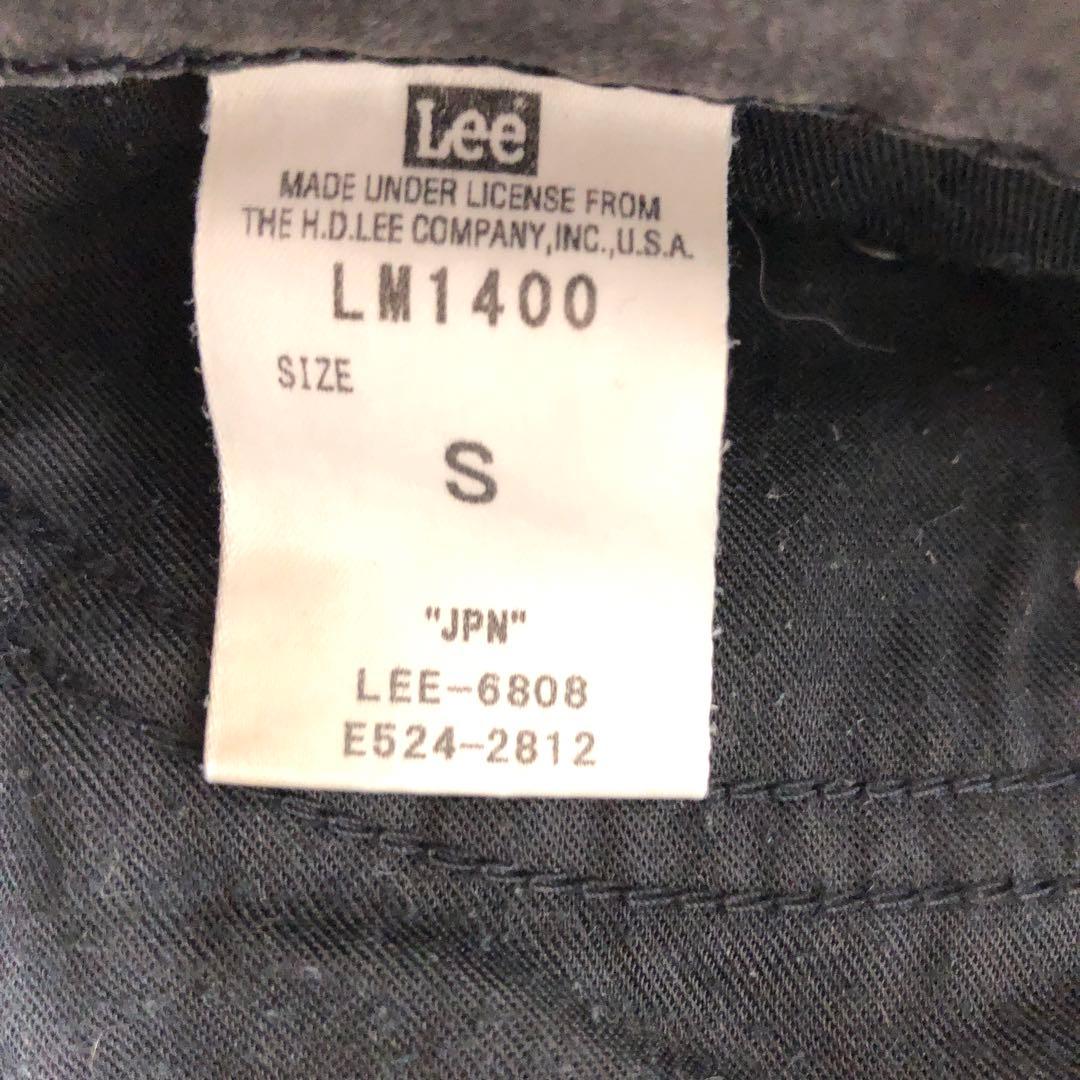 Lee
MADE UNDER LICENSE FROM
THE H.D.LEE COMPANY,INC.,U.S.A.
LM1400
SIZE
S
"JPN"
LEE-6808
E524-2812